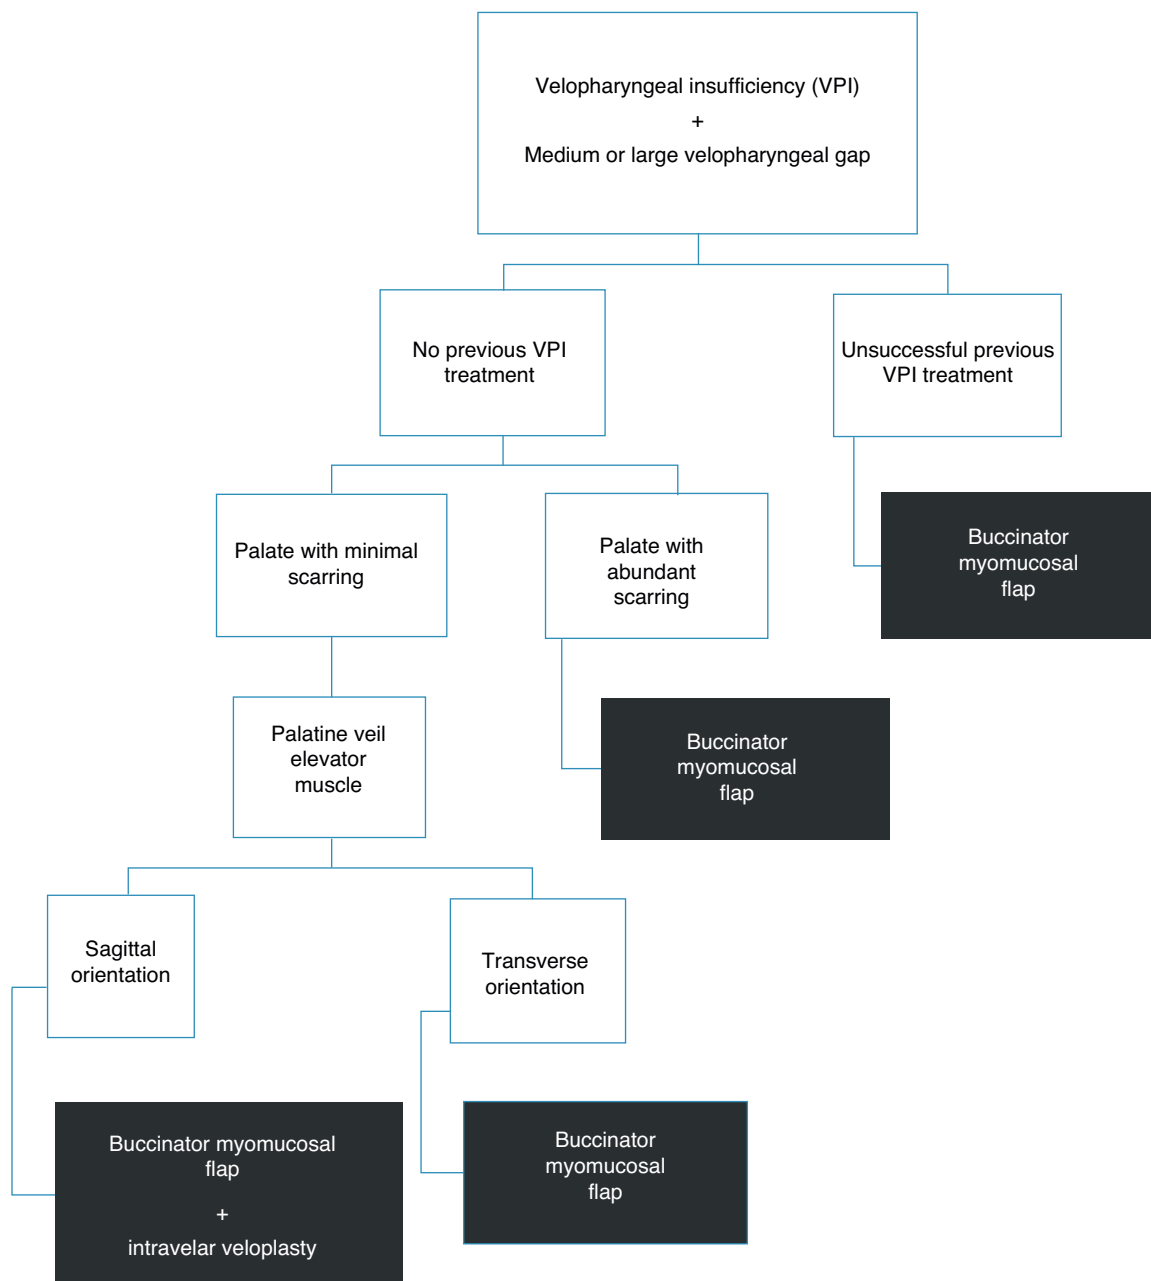 Velopharyngeal insufficiency (VPI)
+
Medium or large velopharyngeal gap
No previous VPI
treatment
Unsuccessful previous
VPI treatment
Palate with minimal
scarring
Palate with
abundant
scarring
Buccinator
myomucosal
flap
Palatine veil
elevator
muscle
Buccinator
myomucosal
flap
Sagittal
orientation
Transverse
orientation
Buccinator myomucosal
flap
+
intravelar veloplasty
Buccinator
myomucosal
flap